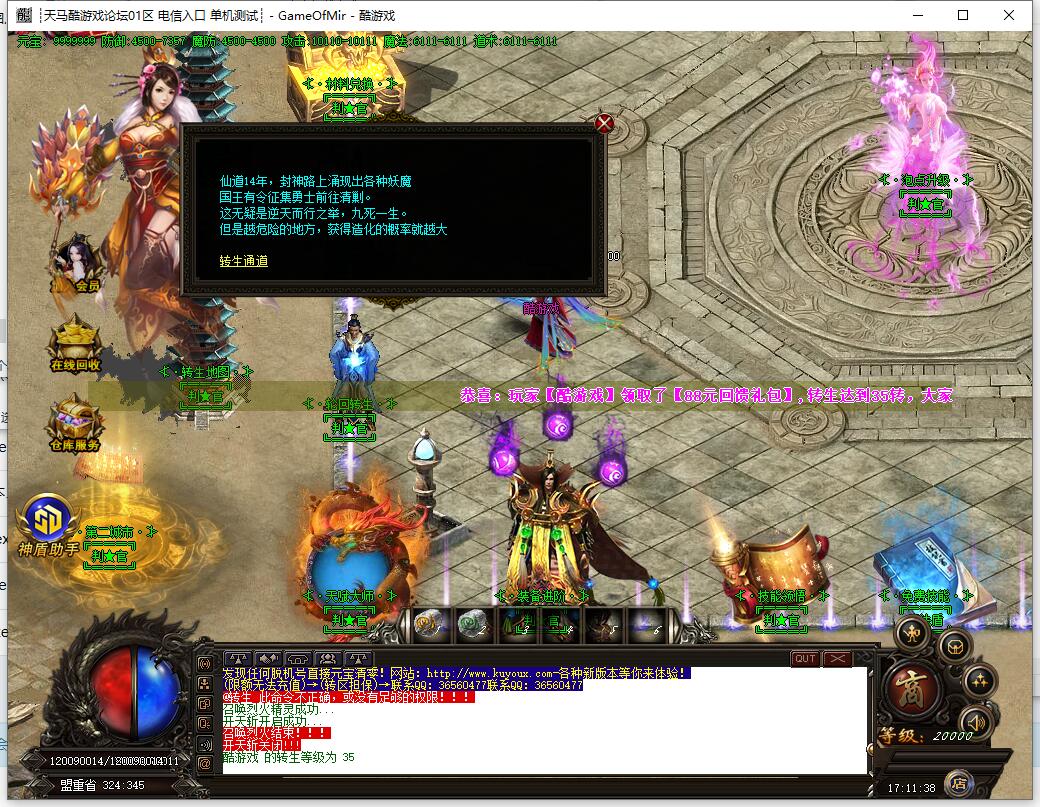 天马酷游戏论坛01区 电信入口 单机测试 - GameOfMir - 酷游戏
元宝: 9999999 防御:4500-7357 魔防:4500-4500 攻击:10110-10111 魔法:6111-6111 道术:6111-6111
材料兑换
判★官
泡点升级
判★官
仙道14年，封神路上涌现出各种妖魔
国王有令征集勇士前往清剿。
这无疑是逆天而行之举，九死一生。
但是越危险的地方，获得造化的概率就越大
转生通道
会员
酷游戏
在线回收
转生地图
判★官
恭喜：玩家【酷游戏】领取了【88元回馈礼包】,转生达到35转，大家
轮回转生
判★官
仓库服务
第二城市
判★官
神盾助手
天赋大师
判★官
装备进阶
技能领悟
判★官
免费技能
QUT
发现任何脱机号直接元宝清零! 网站: http://www.kuyoux.com-各种新版本等你来体验!
(限额无法充值)→(转区担保)→联系QQ: 36560477联系QQ: 36560477
@转生 此命令不正确，或没有足够的权限!!!!
召唤烈火精灵成功...
开天斩开启成功...
召唤烈火结束!!!!
开天斩关闭!!!
酷游戏 的转生等级为 35
商
等级: 20000
盟重省 324:345
17:11:38
店